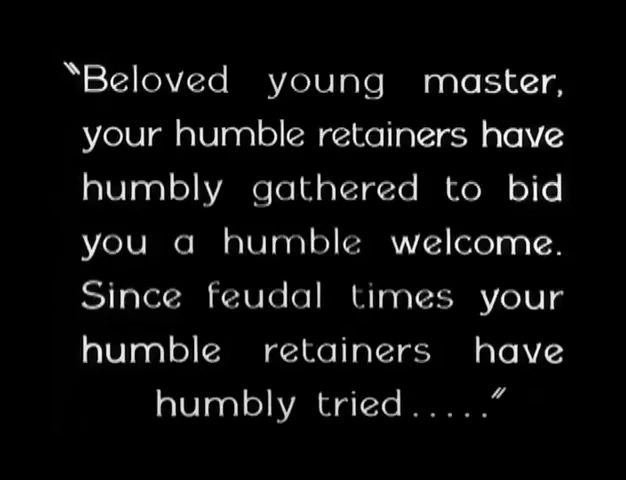 "Beloved young master,
your humble retainers have
humbly gathered to bid
you a humble welcome.
Since feudal times your
humble retainers have
humbly tried....."